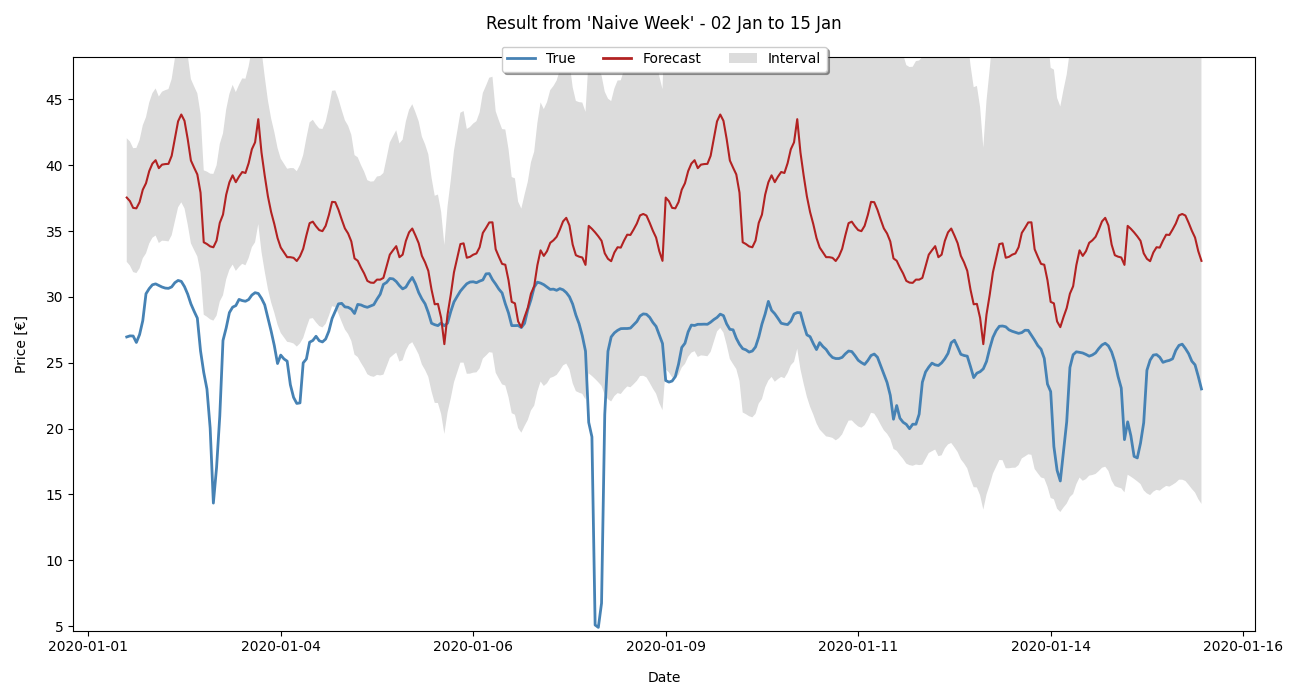 Result from 'Naive Week' - 02 Jan to 15 Jan
True Forecast Interval
45
40
35
30
25
20
15
10
5
Price [€]
2020-01-01 2020-01-04 2020-01-06 2020-01-09 2020-01-11 2020-01-14 2020-01-16
Date